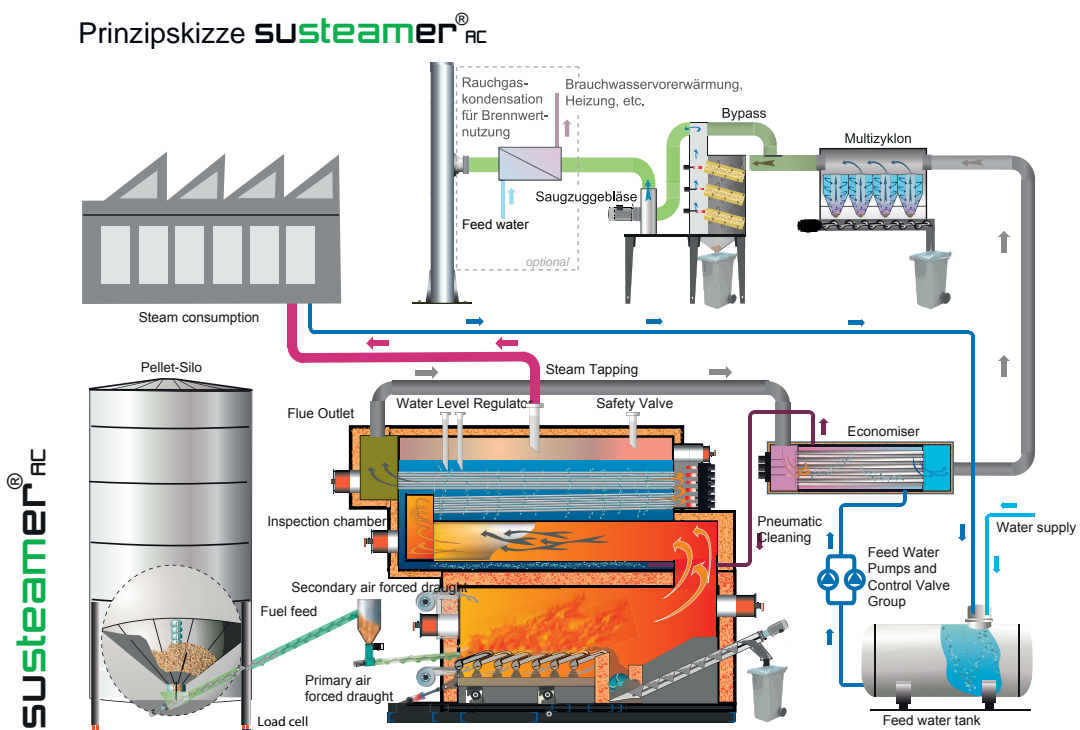 Prinzipskizze susteamer® AC
Rauchgas-
kondensation
für Brennwert-
nutzung
Brauchwasservorerwärmung,
Heizung, etc.
Bypass
Multizyklon
Saugzuggebläse
Feed water
optional
Steam consumption
Pellet-Silo
Steam Tapping
Flue Outlet
Water Level Regulator
Safety Valve
Economiser
Inspection chamber
Pneumatic
Cleaning
Water supply
Feed Water
Pumps and
Control Valve
Group
Secondary air forced draught
Fuel feed
Primary air
forced draught
Load cell
Feed water tank
susteamer® AC